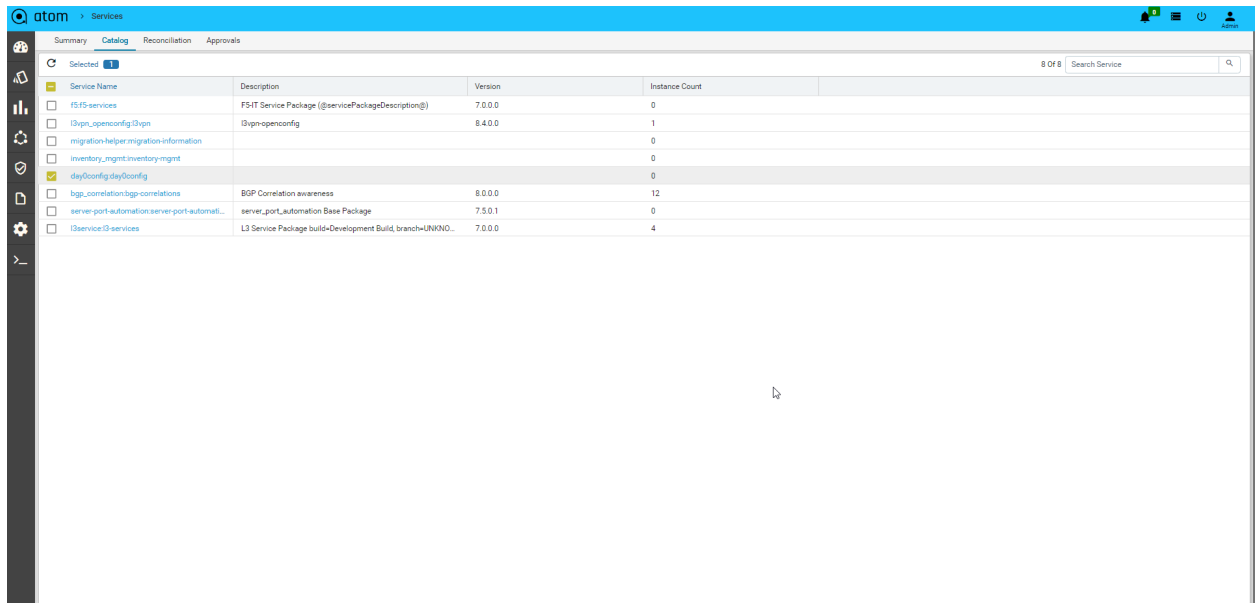 atom > Services
0
Admin
Summary Catalog Reconciliation Approvals
Selected 1 8 Of 8 Search Service
Service Name Description Version Instance Count
f5:f5-services F5-IT Service Package (@servicePackageDescription@) 7.0.0.0 0
l3vpn_openconfig:l3vpn l3vpn-openconfig 8.4.0.0 1
migration-helper:migration-information 0
inventory_mgmt:inventory-mgmt 0
day0config:day0config 0
bgp_correlation:bgp-correlations BGP Correlation awareness 8.0.0.0 12
server-port-automation:server-port-automati... server_port_automation Base Package 7.5.0.1 0
l3service:l3-services L3 Service Package build=Development Build, branch=UNKNO... 7.0.0.0 4